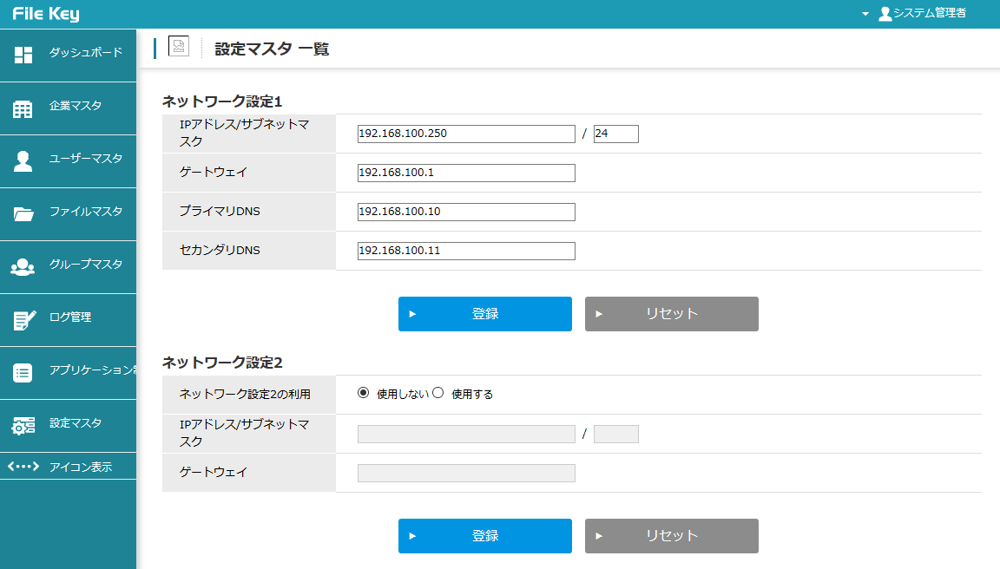 File Key
システム管理者
ダッシュボード
企業マスタ
ユーザーマスタ
ファイルマスタ
グループマスタ
ログ管理
アプリケーション
設定マスタ
アイコン表示
設定マスタ 一覧
ネットワーク設定1
IPアドレス/サブネットマ
スク
192.168.100.250 / 24
ゲートウェイ
192.168.100.1
プライマリDNS
192.168.100.10
セカンダリDNS
192.168.100.11
登録
リセット
ネットワーク設定2
ネットワーク設定2の利用
使用しない 使用する
IPアドレス/サブネットマ
スク
/
ゲートウェイ
登録
リセット